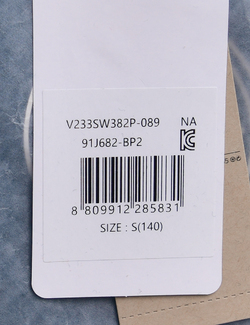 V233SW382P-089 NA
91J682-BP2
8 809912 285831
SIZE : S(140)